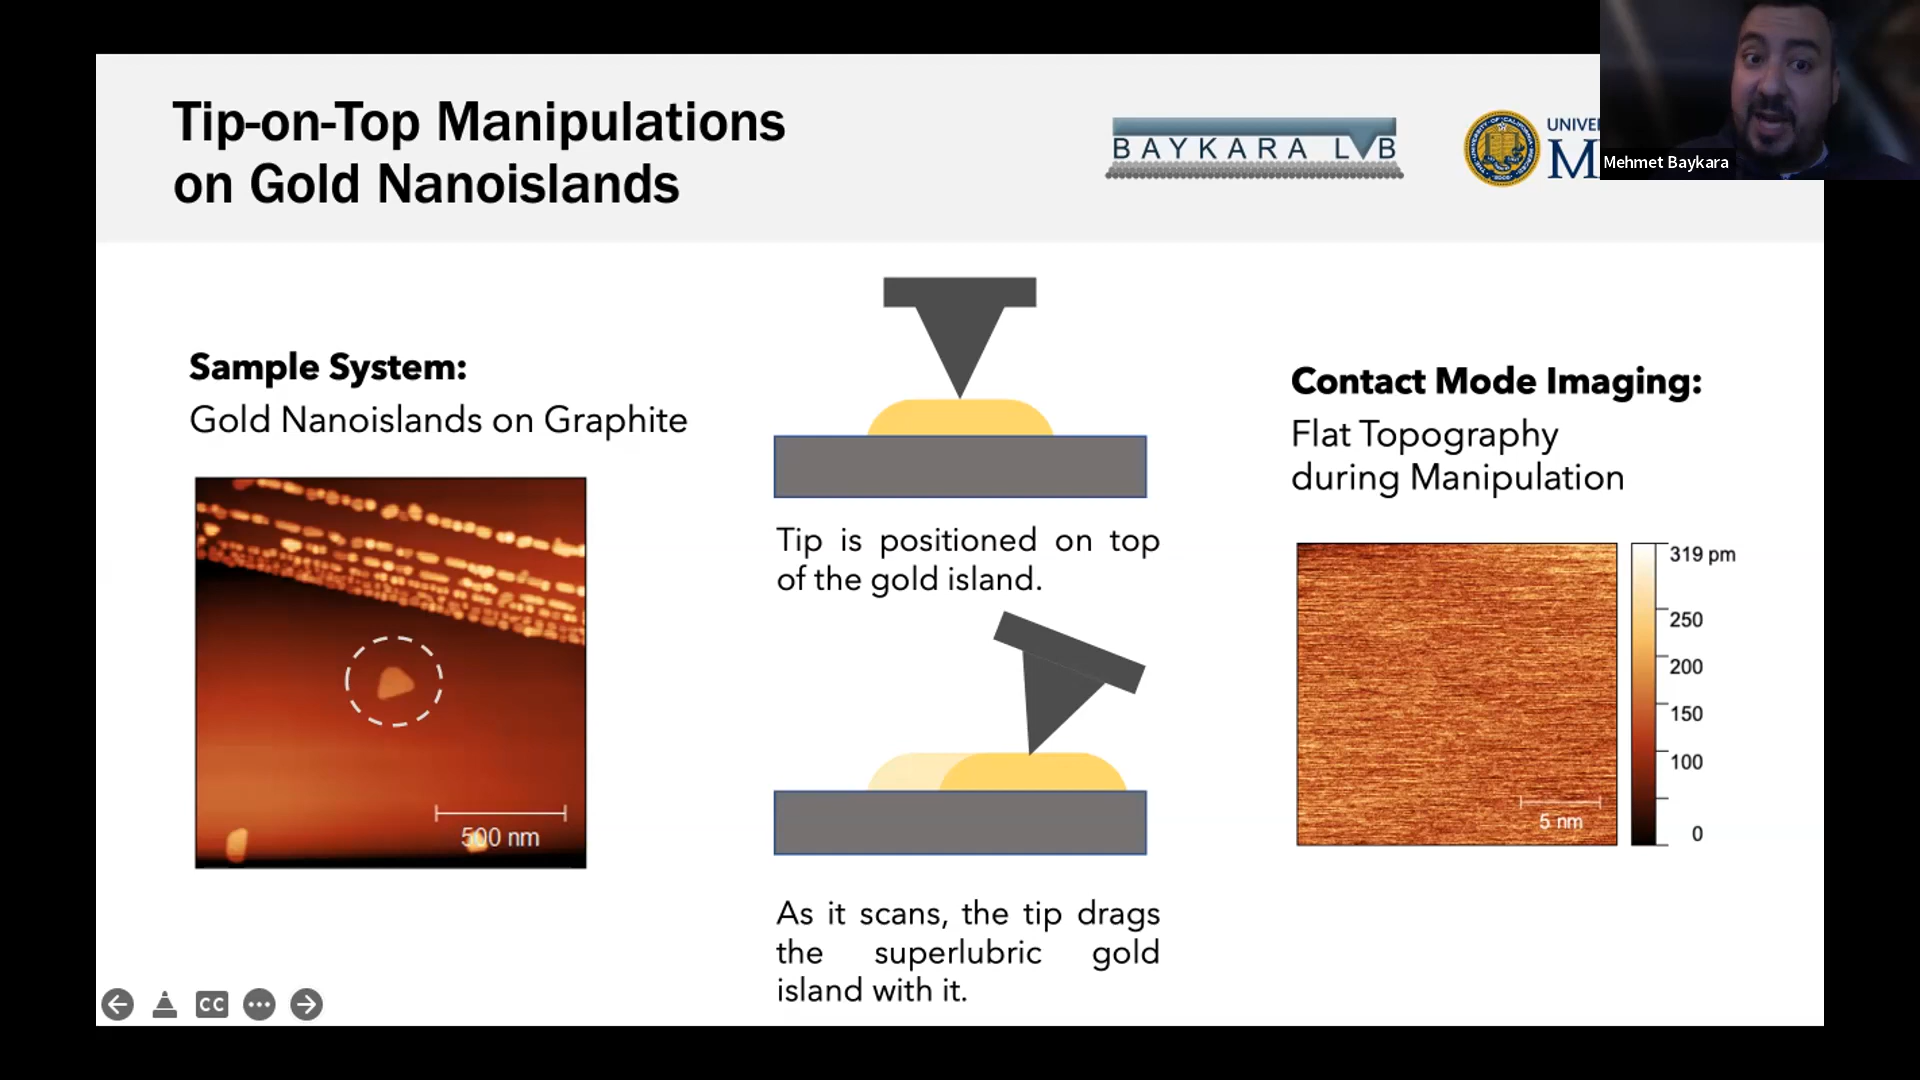 Tip-on-Top Manipulations
on Gold Nanoislands
BAYKARA LAB
UNIVE
M
Mehmet Baykara
Sample System:
Gold Nanoislands on Graphite
500 nm
Tip is positioned on top
of the gold island.
As it scans, the tip drags
the superlubric gold
island with it.
Contact Mode Imaging:
Flat Topography
during Manipulation
319 pm
250
200
150
100
0
5 nm
CC